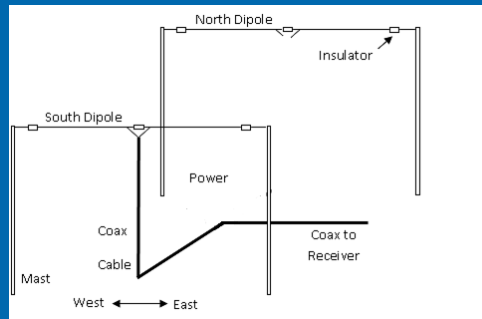 North Dipole
Insulator
South Dipole
Power
Coax
Cable
Coax to
Receiver
Mast
West East